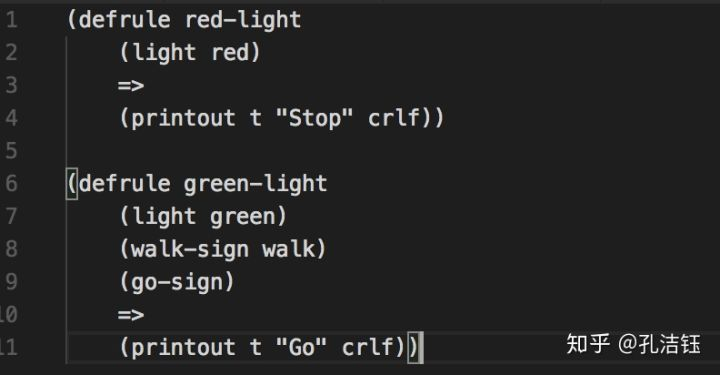 1 (defrule red-light
2     (light red)
3     =>
4     (printout t "Stop" crlf))
5
6 (defrule green-light
7     (light green)
8     (walk-sign walk)
9     (go-sign)
10     =>
11     (printout t "Go" crlf))
知乎 @孔洁钰